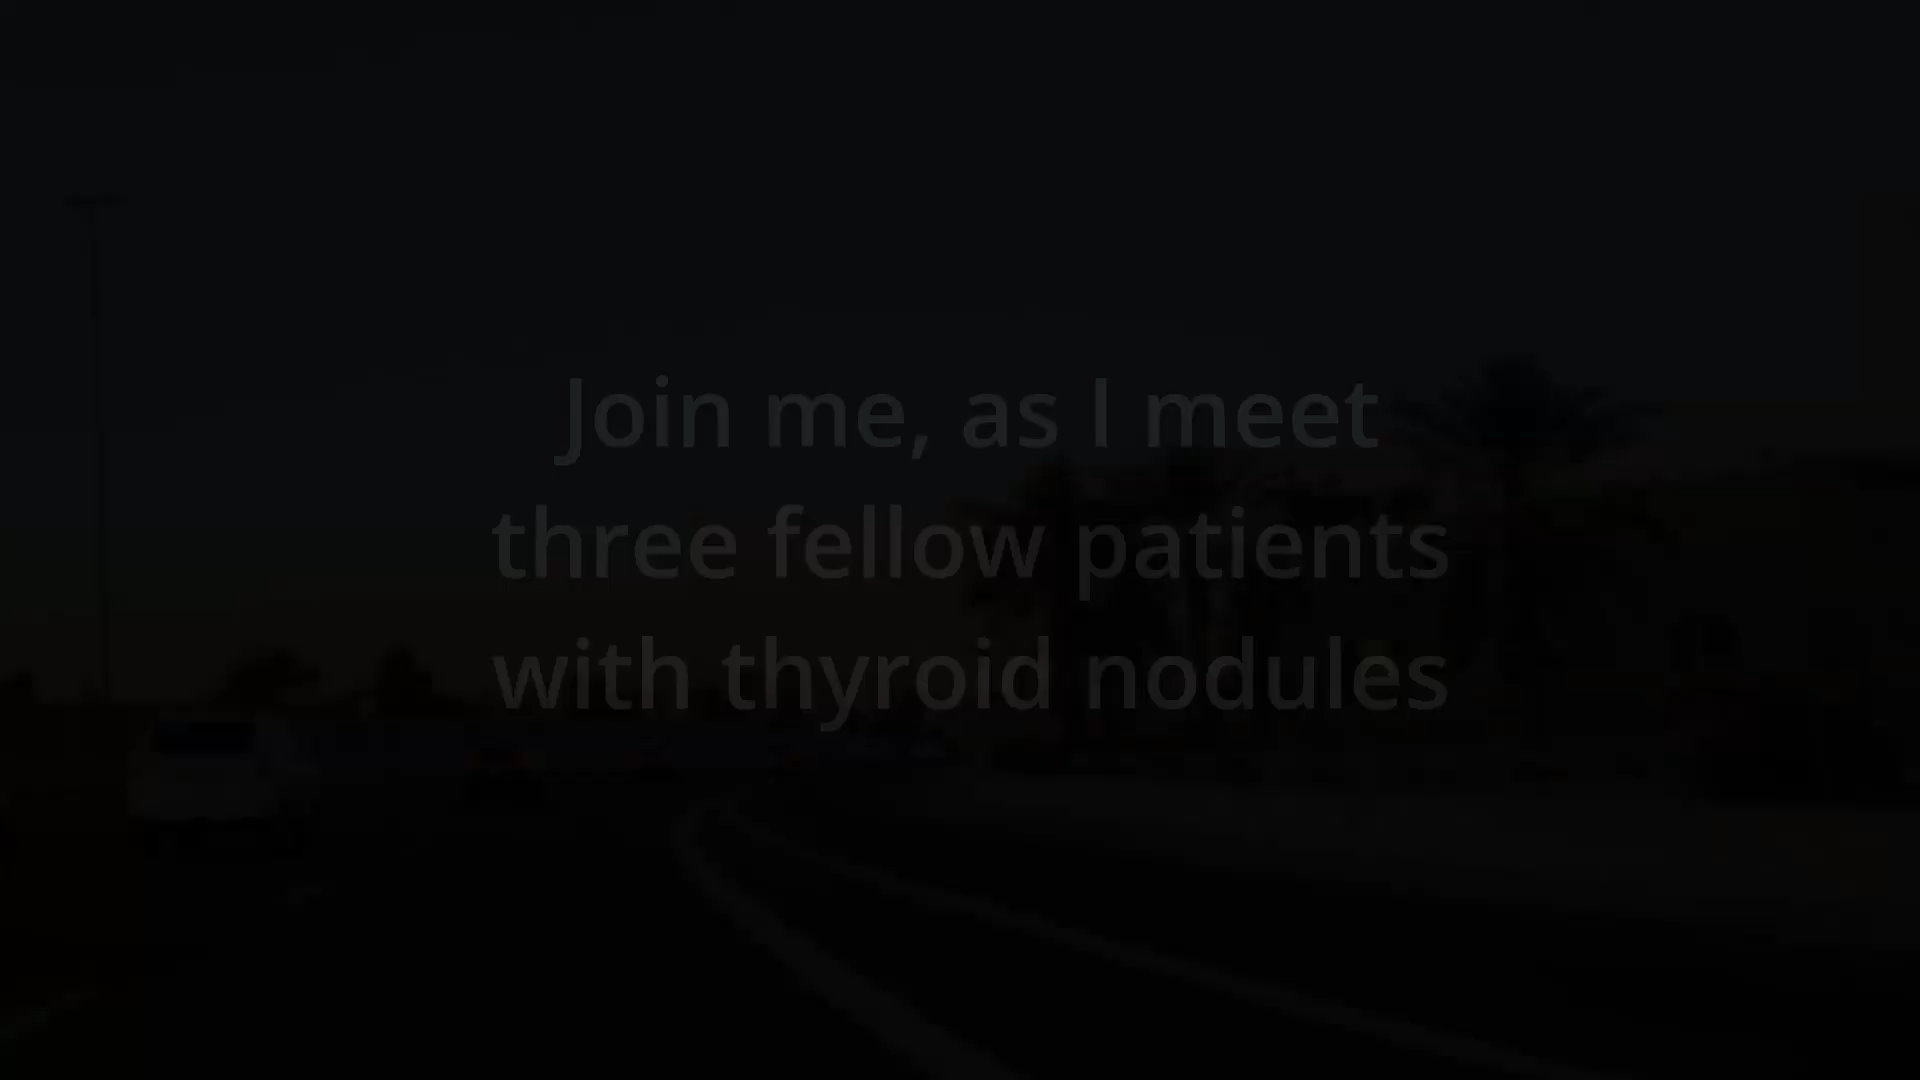 Join me, as I meet
three fellow patients
with thyroid nodules